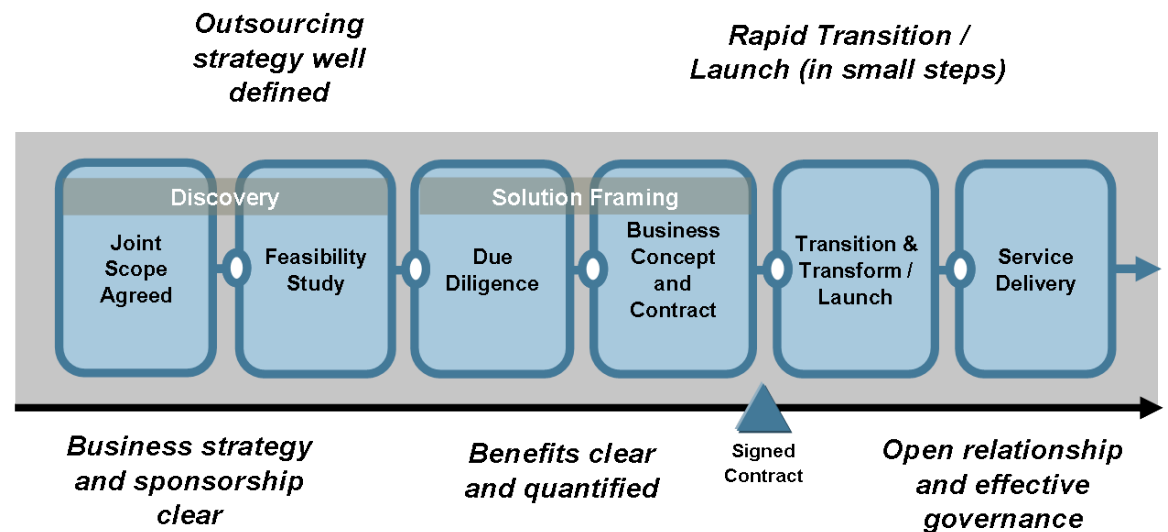 Outsourcing
strategy well
defined
Rapid Transition /
Launch (in small steps)
Discovery
Solution Framing
Joint
Scope
Agreed
Feasibility
Study
Due
Diligence
Business
Concept
and
Contract
Transition &
Transform /
Launch
Service
Delivery
Business strategy
and sponsorship
clear
Benefits clear
and quantified
Signed
Contract
Open relationship
and effective
governance